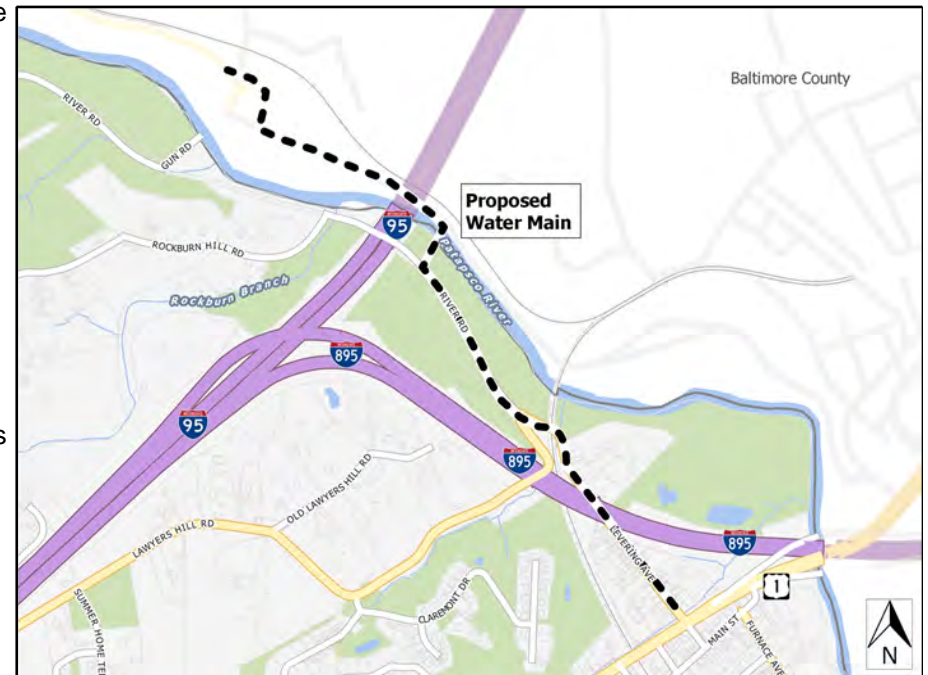 e
s
Baltimore County
RIVER RD
GUN RD
Proposed
Water Main
95
ROCKBURN HILL RD
Patapsco River
Rockburn Branch
RIVER RD
895
95
895
OLD LAWYERS HILL RD
LAWYERS HILL RD
LEVERING AVE
895
1
CLAREMONT DR
SUMMER HOME TE
MAIN ST
FURNACE AVE
N